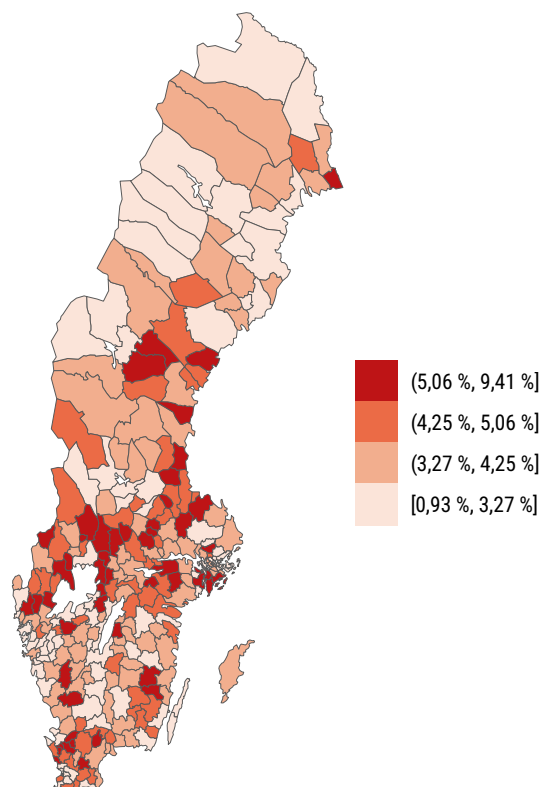 (5,06 %, 9,41 %]
(4,25 %, 5,06 %]
(3,27 %, 4,25 %]
[0,93 %, 3,27 %]